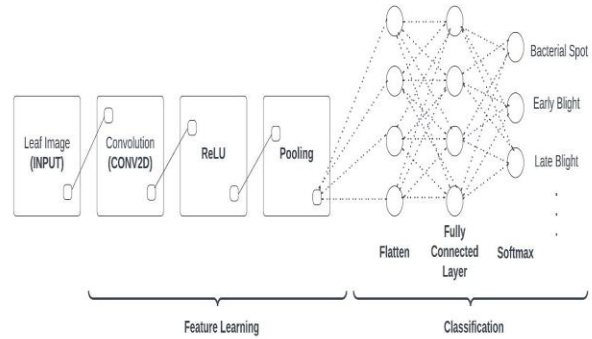 Leaf Image
(INPUT)
Convolution
(CONV2D)
ReLU
Pooling
Bacterial Spot
Early Blight
Late Blight
.
.
.
Flatten
Fully
Connected
Layer
Softmax
Feature Learning
Classification